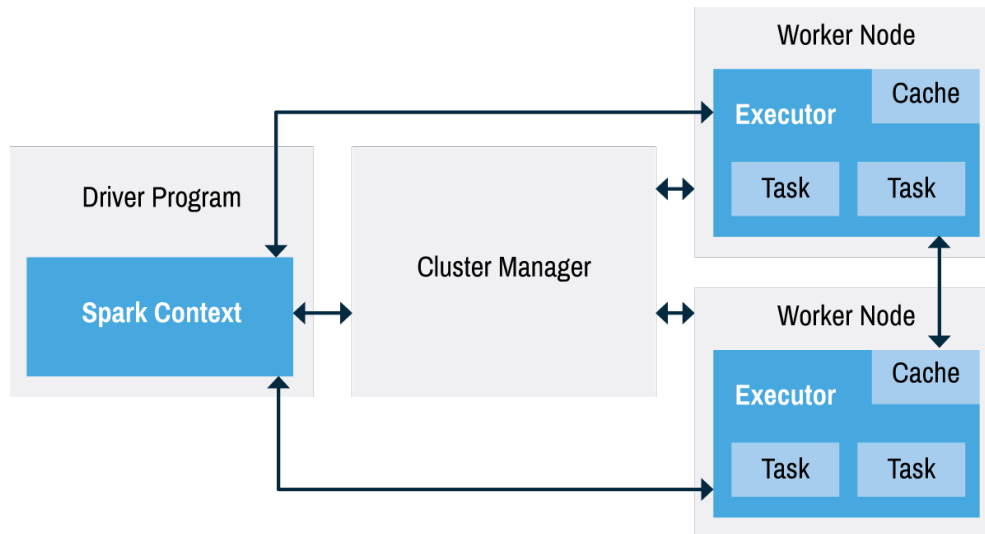 Driver Program
Spark Context
Cluster Manager
Worker Node
Executor
Cache
Task
Task
Worker Node
Executor
Cache
Task
Task